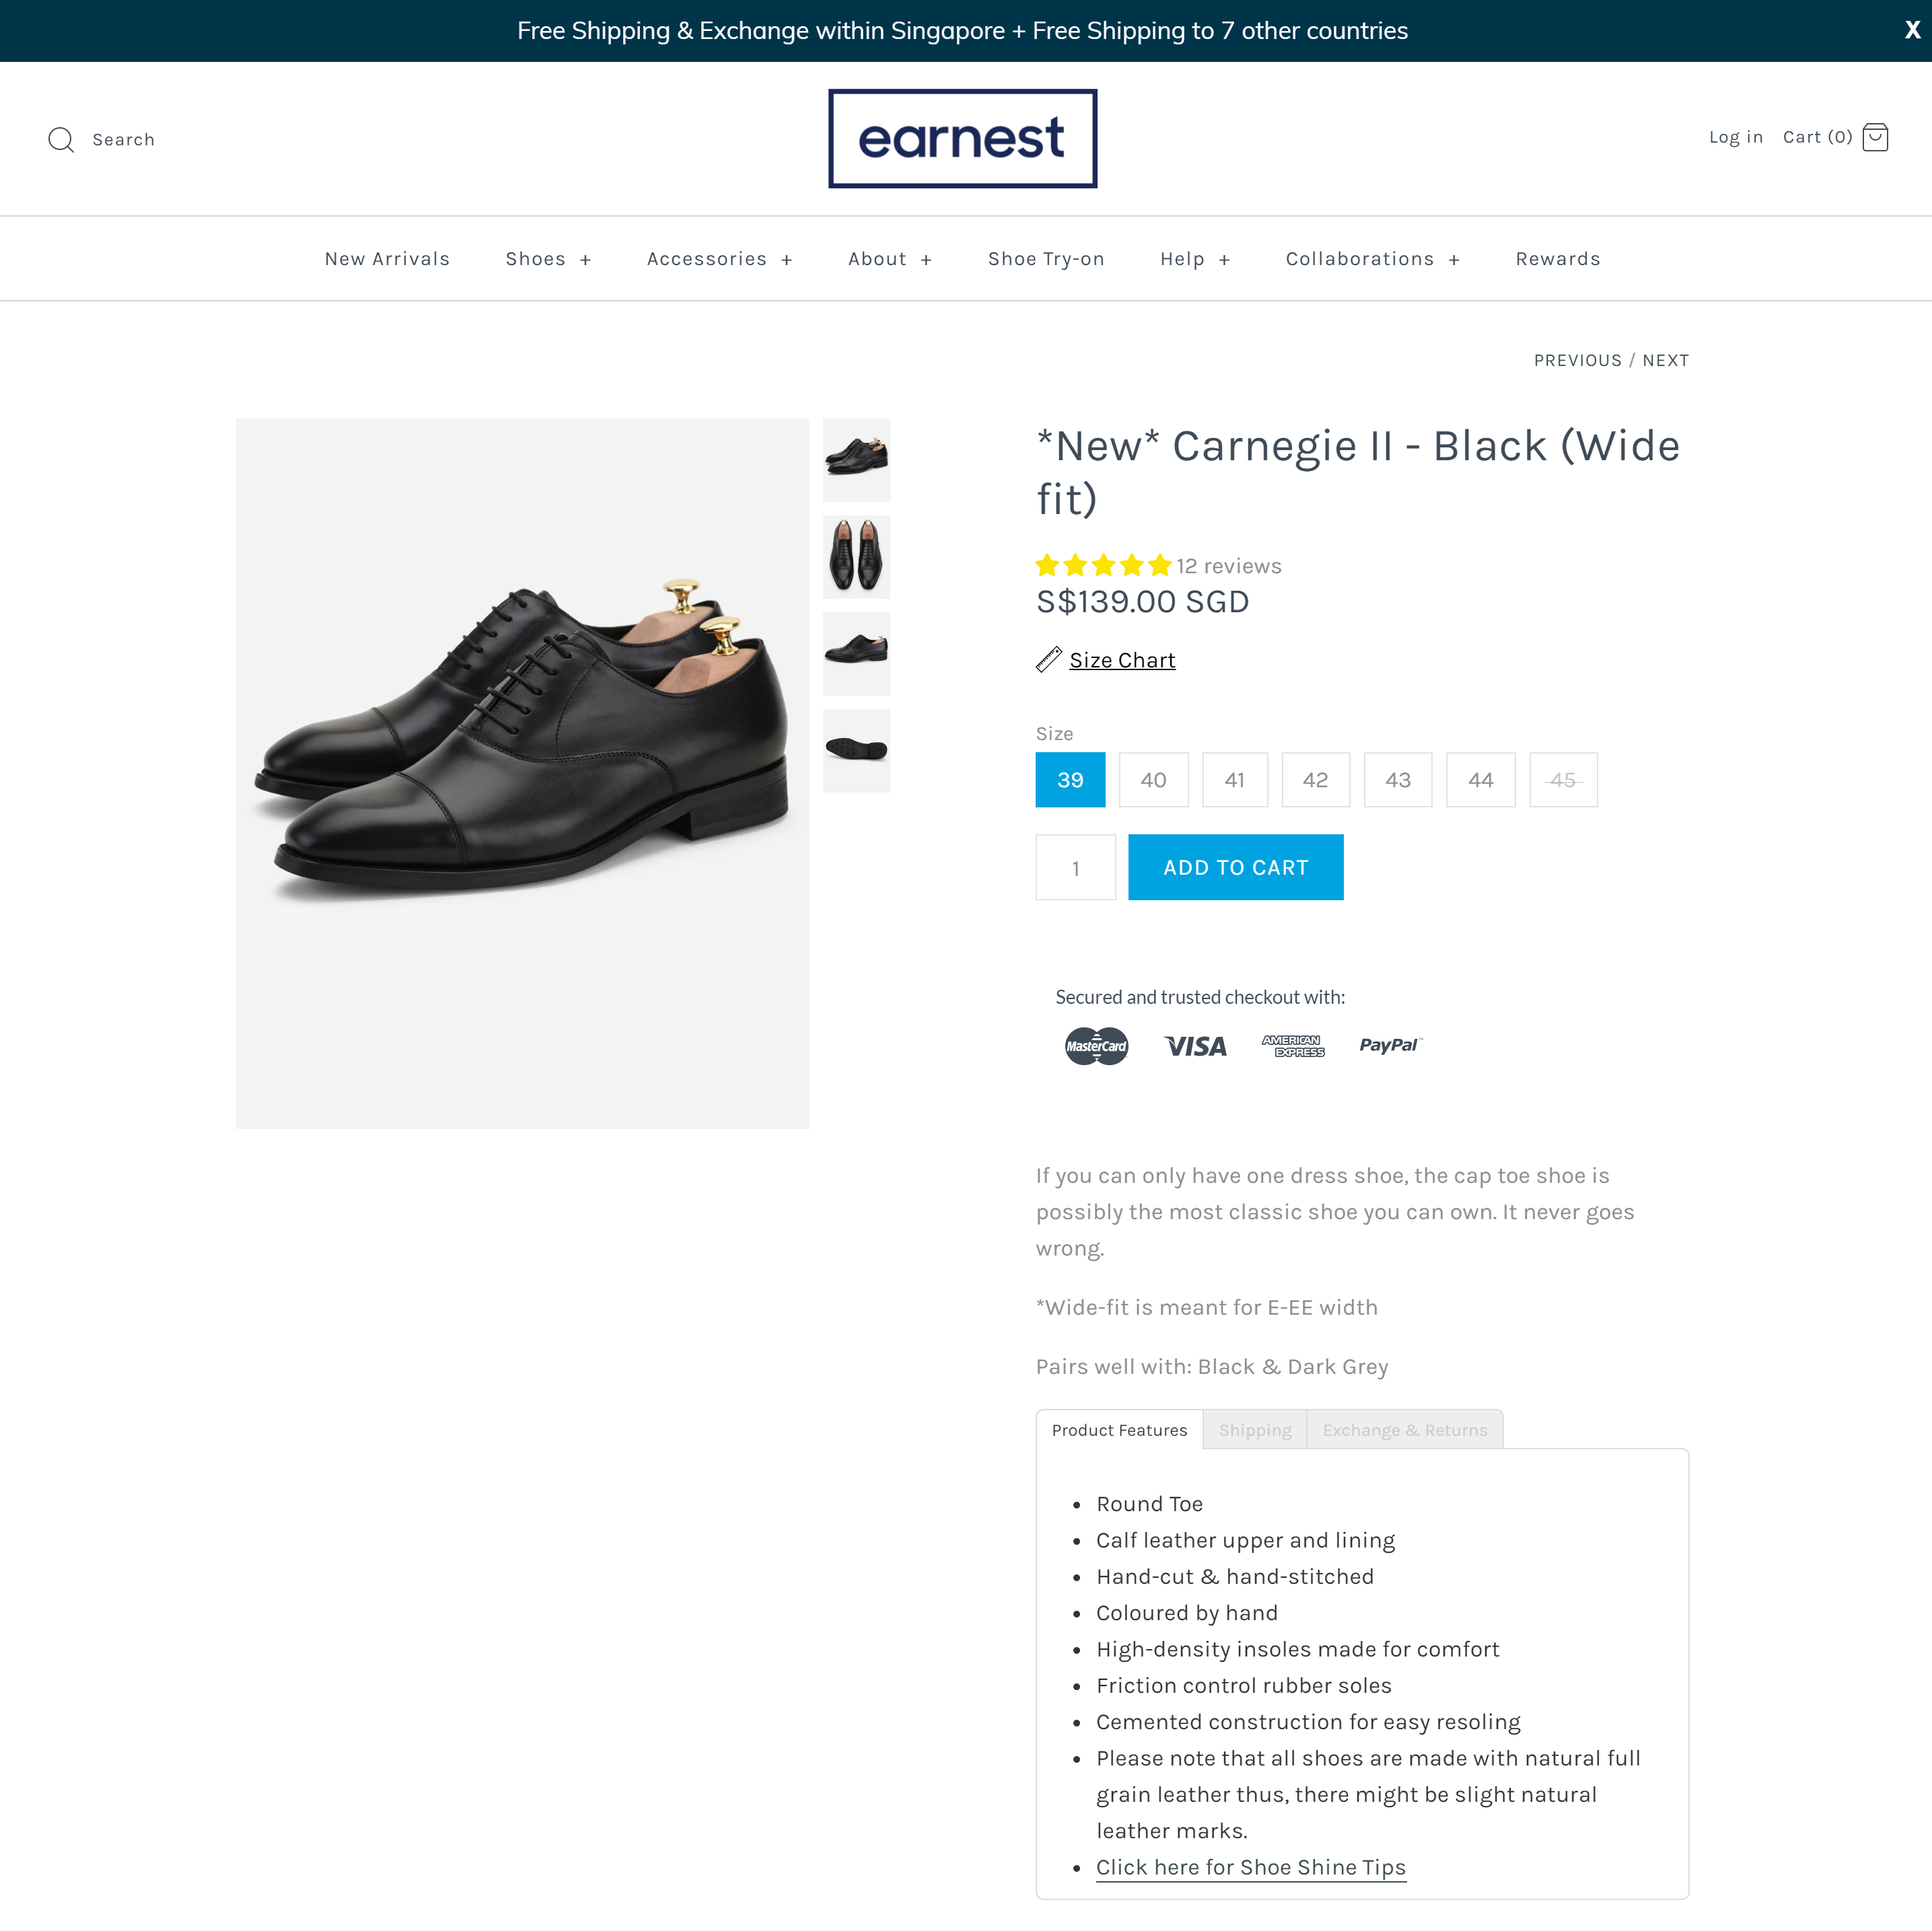 Free Shipping & Exchange within Singapore + Free Shipping to 7 other countries
X
Search
earnest
Log in
Cart (0)
New Arrivals
Shoes +
Accessories +
About +
Shoe Try-on
Help +
Collaborations +
Rewards
PREVIOUS / NEXT
*New* Carnegie II - Black (Wide
fit)
12 reviews
S$139.00 SGD
Size Chart
Size
39
40
41
42
43
44
45
1
ADD TO CART
Secured and trusted checkout with:
MasterCard
VISA
AMERICAN
EXPRESS
PayPal
If you can only have one dress shoe, the cap toe shoe is
possibly the most classic shoe you can own. It never goes
wrong.
*Wide-fit is meant for E-EE width
Pairs well with: Black & Dark Grey
Product Features
Shipping
Exchange & Returns
Round Toe
Calf leather upper and lining
Hand-cut & hand-stitched
Coloured by hand
High-density insoles made for comfort
Friction control rubber soles
Cemented construction for easy resoling
Please note that all shoes are made with natural full
grain leather thus, there might be slight natural
leather marks.
Click here for Shoe Shine Tips